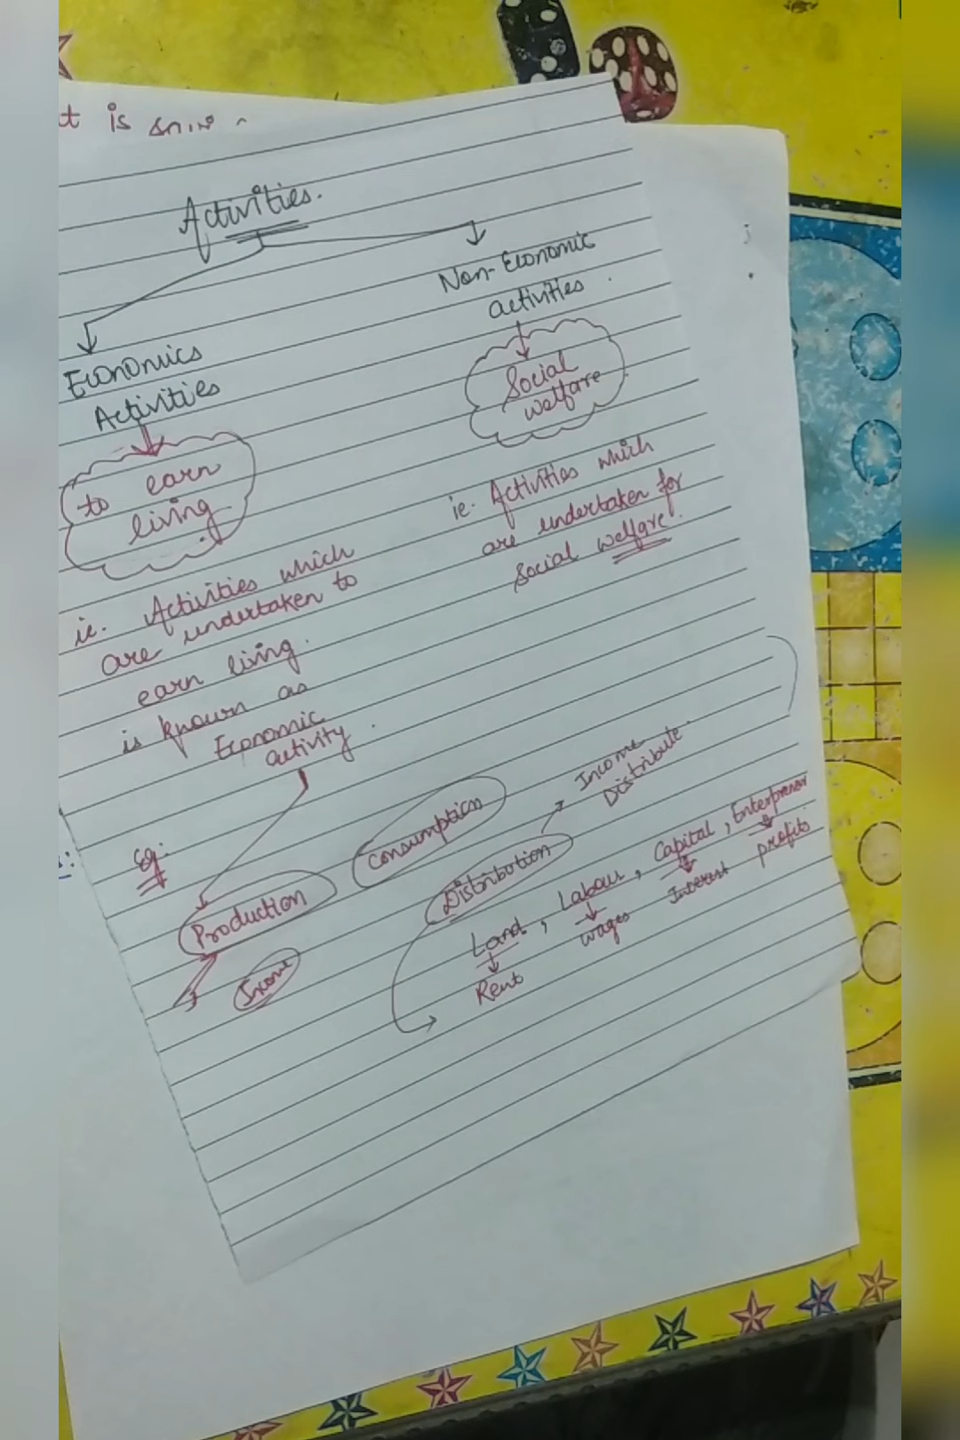 t is
Activities.
Economics
Activities
to earn
living
ie. Activities which
are undertaken to
earn living.
is known as
Economic
activity.
Non-Economic
activities.
Social
welfare
ie. Activities which
are undertaken for
social welfare.
Eg:
Production
Income
Consumption
Distribution
Income
Distribute
Land, Labour, Capital, Enterprenor
Rent wages Interest profits